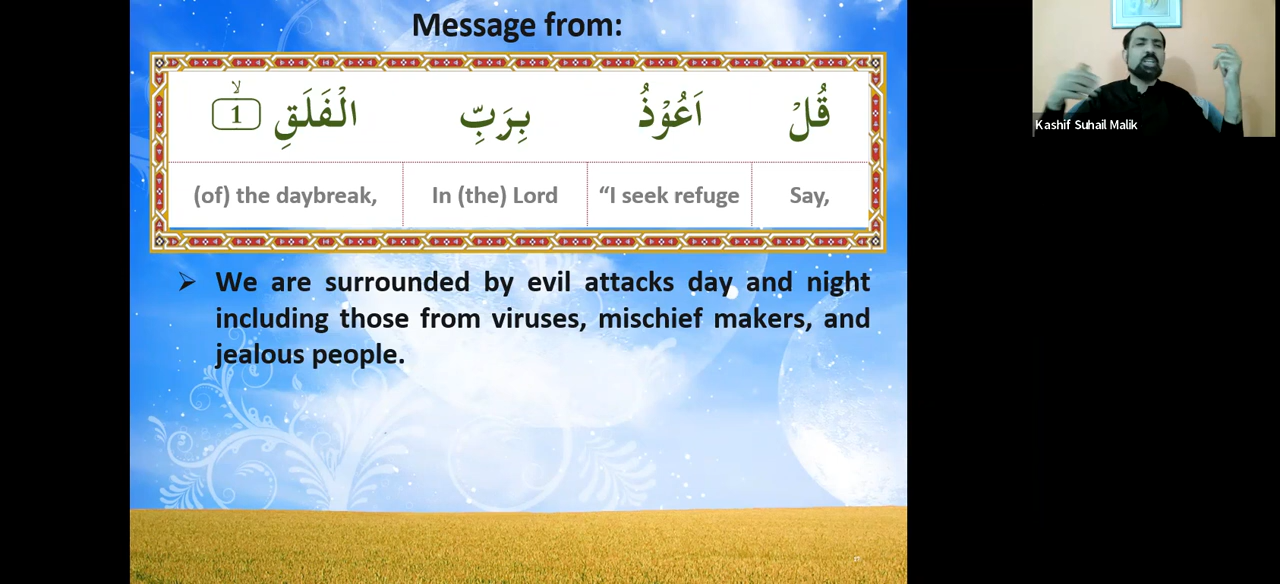 Message from:
قُلْ اَعُوْذُ بِرَبِّ الْفَلَقِ ۙ 1
(of) the daybreak, In (the) Lord “I seek refuge Say,
➢ We are surrounded by evil attacks day and night
including those from viruses, mischief makers, and
jealous people.
Kashif Suhail Malik